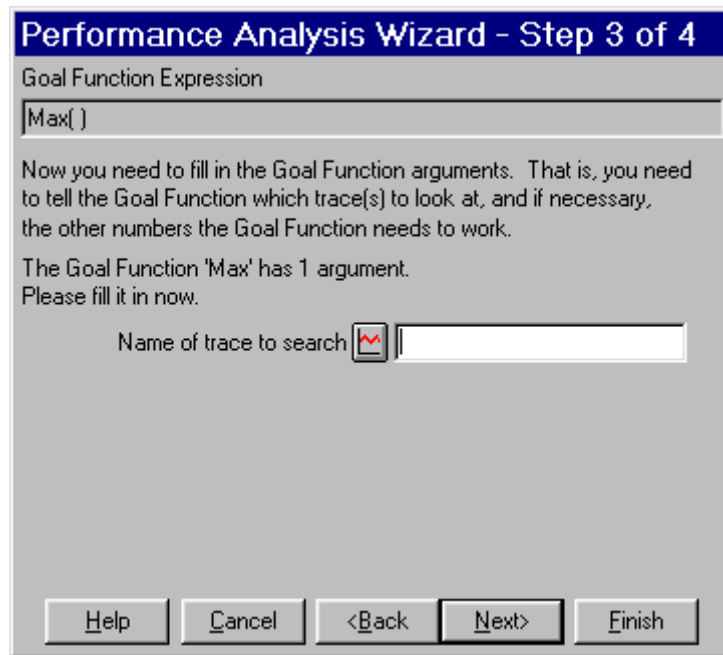 Performance Analysis Wizard - Step 3 of 4
Goal Function Expression
Max( )
Now you need to fill in the Goal Function arguments. That is, you need
to tell the Goal Function which trace(s) to look at, and if necessary,
the other numbers the Goal Function needs to work.
The Goal Function 'Max' has 1 argument.
Please fill it in now.
Name of trace to search
Help Cancel <Back Next> Finish